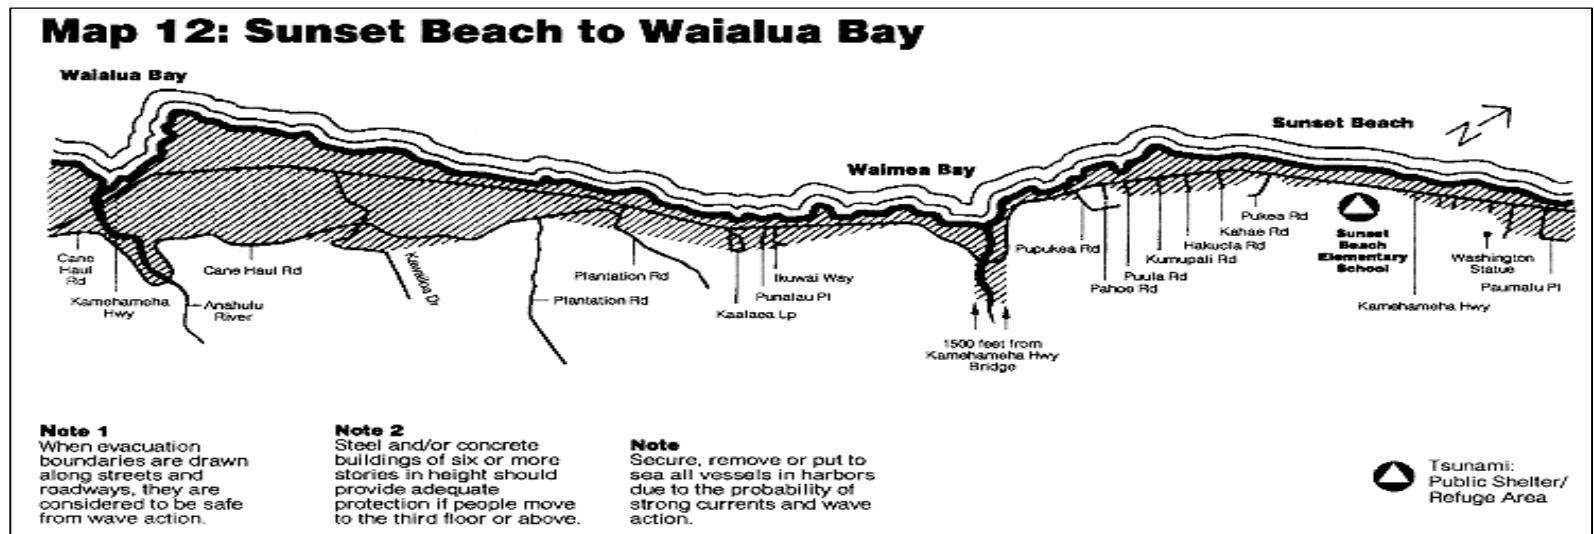 Map 12: Sunset Beach to Waialua Bay
Waialua Bay
Sunset Beach
Waimea Bay
N
Cane
Haul
Rd
Kamehameha
Hwy
Anahulu
River
Cane Haul Rd
Kawailoa Dr
Plantation Rd
Plantation Rd
Kaalaea Lp
Punalau Pl
Ikuwai Way
1500 feet from
Kamehameha Hwy
Bridge
Pupukea Rd
Pahoe Rd
Puula Rd
Kumupali Rd
Hakuola Rd
Kahae Rd
Pukea Rd
Sunset
Beach
Elementary
School
Kamehameha Hwy
Washington
Statue
Paumalu Pl
Note 1
When evacuation
boundaries are drawn
along streets and
roadways, they are
considered to be safe
from wave action.
Note 2
Steel and/or concrete
buildings of six or more
stories in height should
provide adequate
protection if people move
to the third floor or above.
Note
Secure, remove or put to
sea all vessels in harbors
due to the probability of
strong currents and wave
action.
Tsunami:
Public Shelter/
Refuge Area